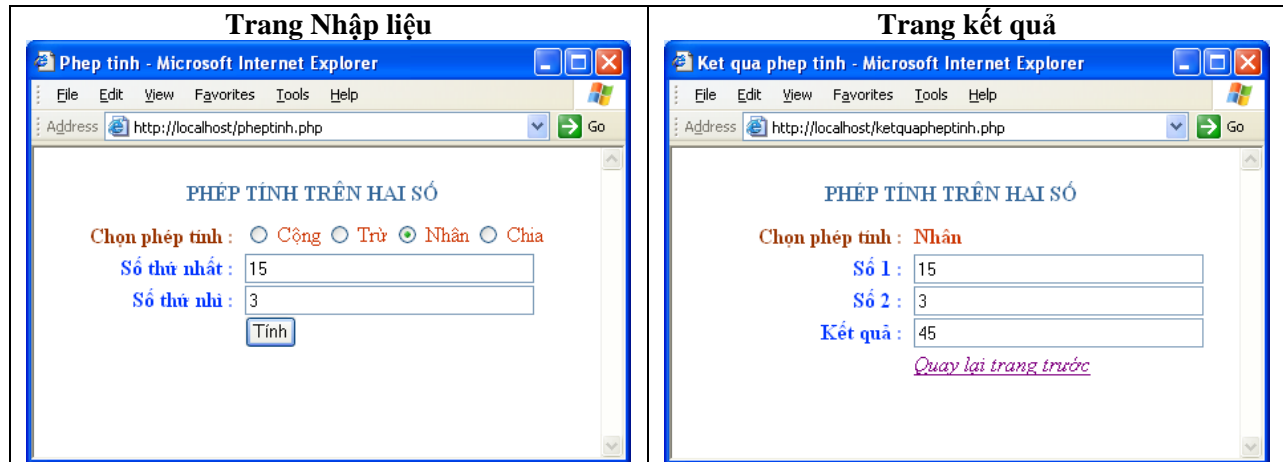 Trang Nhập liệu
Phep tinh - Microsoft Internet Explorer
File Edit View Favorites Tools Help
Address http://localhost/pheptinh.php Go
PHÉP TÍNH TRÊN HAI SỐ
Chọn phép tính : Cộng Trừ Nhân Chia
Số thứ nhất : 15
Số thứ nhì : 3
Tính
Trang kết quả
Ket qua phep tinh - Microsoft Internet Explorer
File Edit View Favorites Tools Help
Address http://localhost/ketquapheptinh.php Go
PHÉP TÍNH TRÊN HAI SỐ
Chọn phép tính : Nhân
Số 1 : 15
Số 2 : 3
Kết quả : 45
Quay lại trang trước